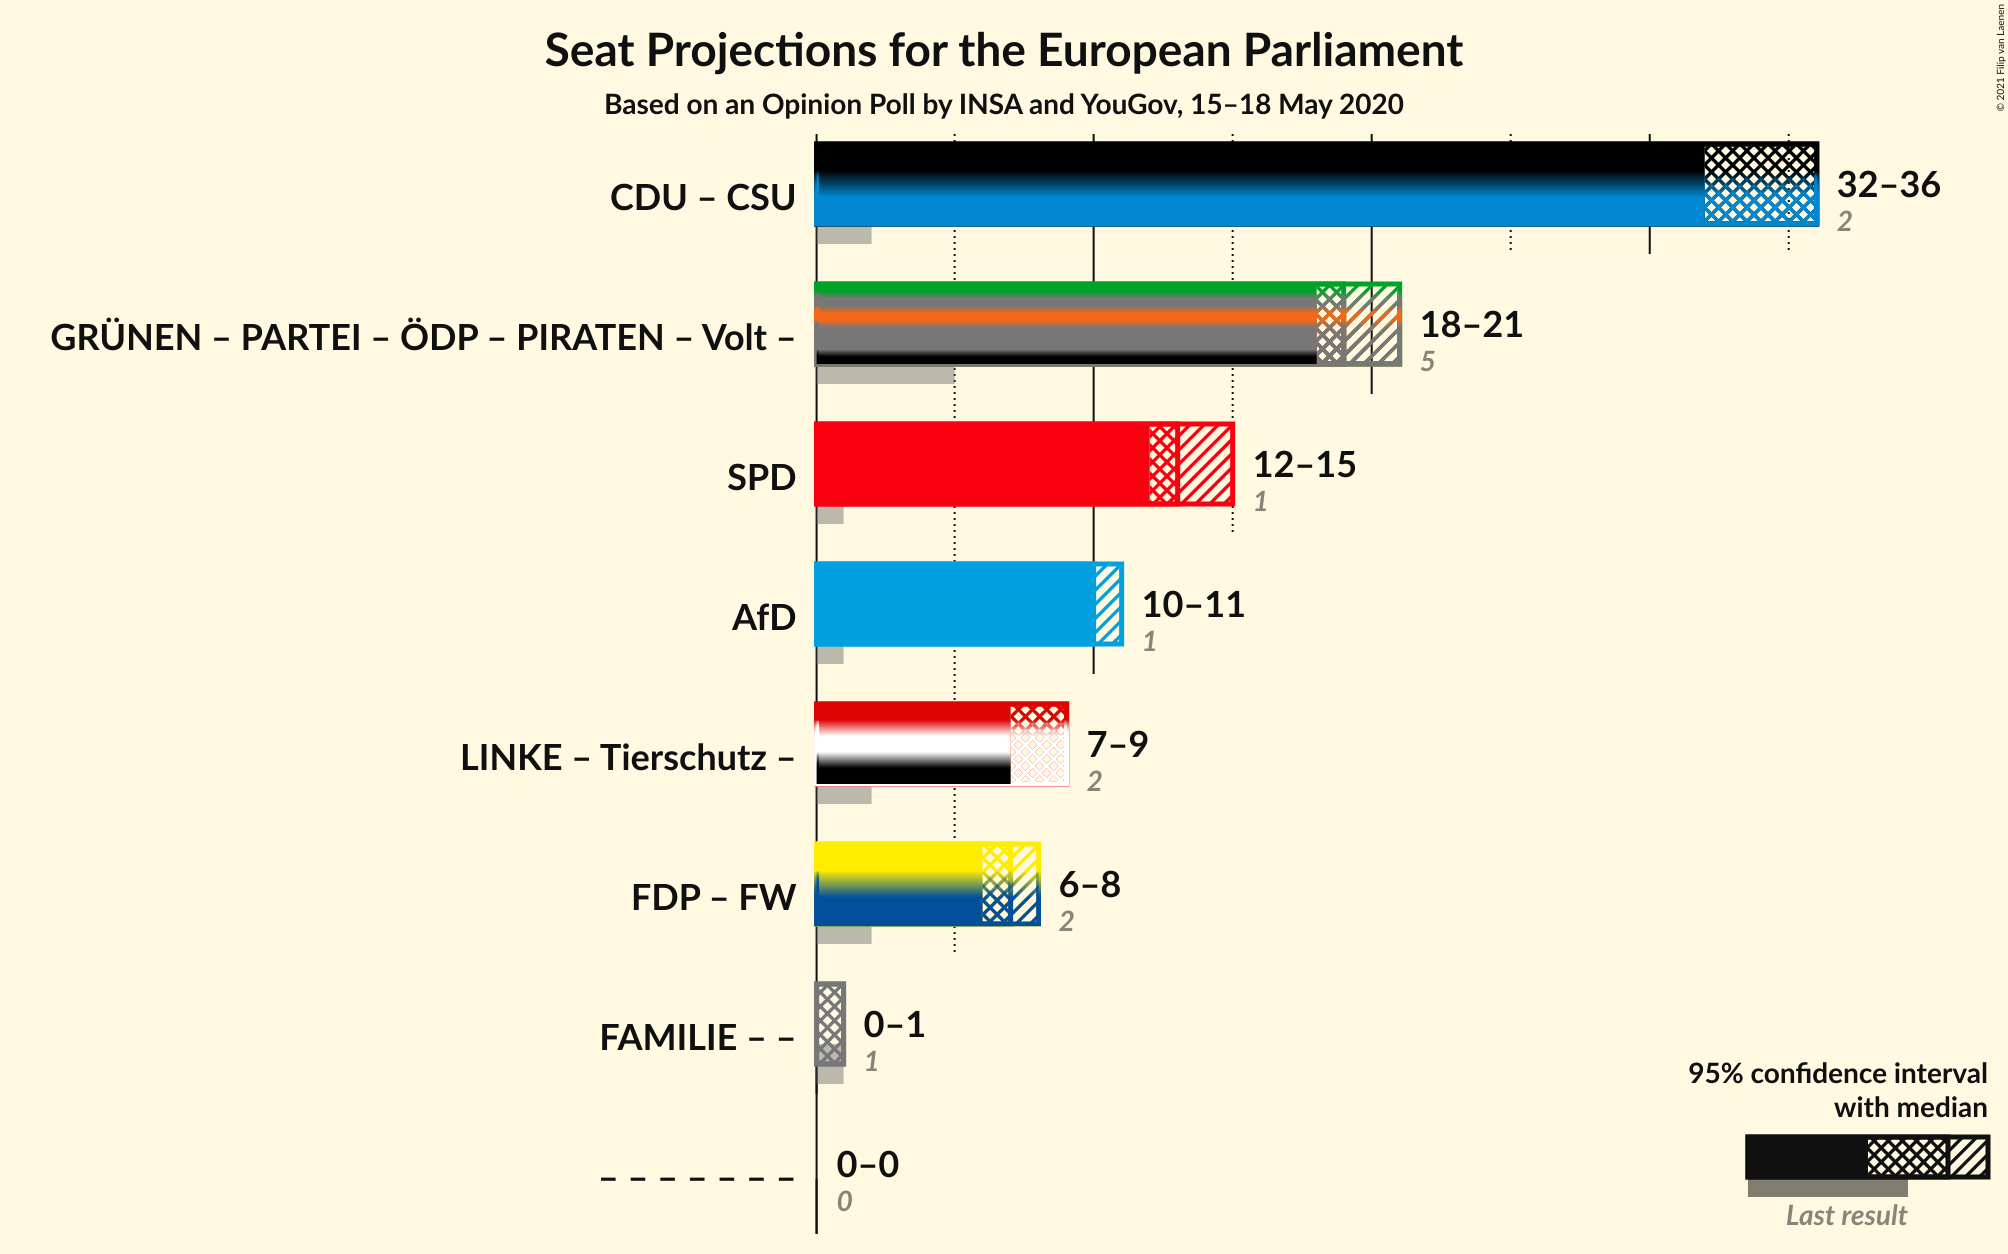 Seat Projections for the European Parliament
Based on an Opinion Poll by INSA and YouGov, 15–18 May 2020
© 2021 Filip van Laenen
CDU – CSU
32–36
2
GRÜNEN – PARTEI – ÖDP – PIRATEN – Volt –
18–21
5
SPD
12–15
1
AfD
10–11
1
LINKE – Tierschutz –
7–9
2
FDP – FW
6–8
2
FAMILIE – –
0–1
1
– – – – – – –
0–0
0
95% confidence interval
with median
Last result